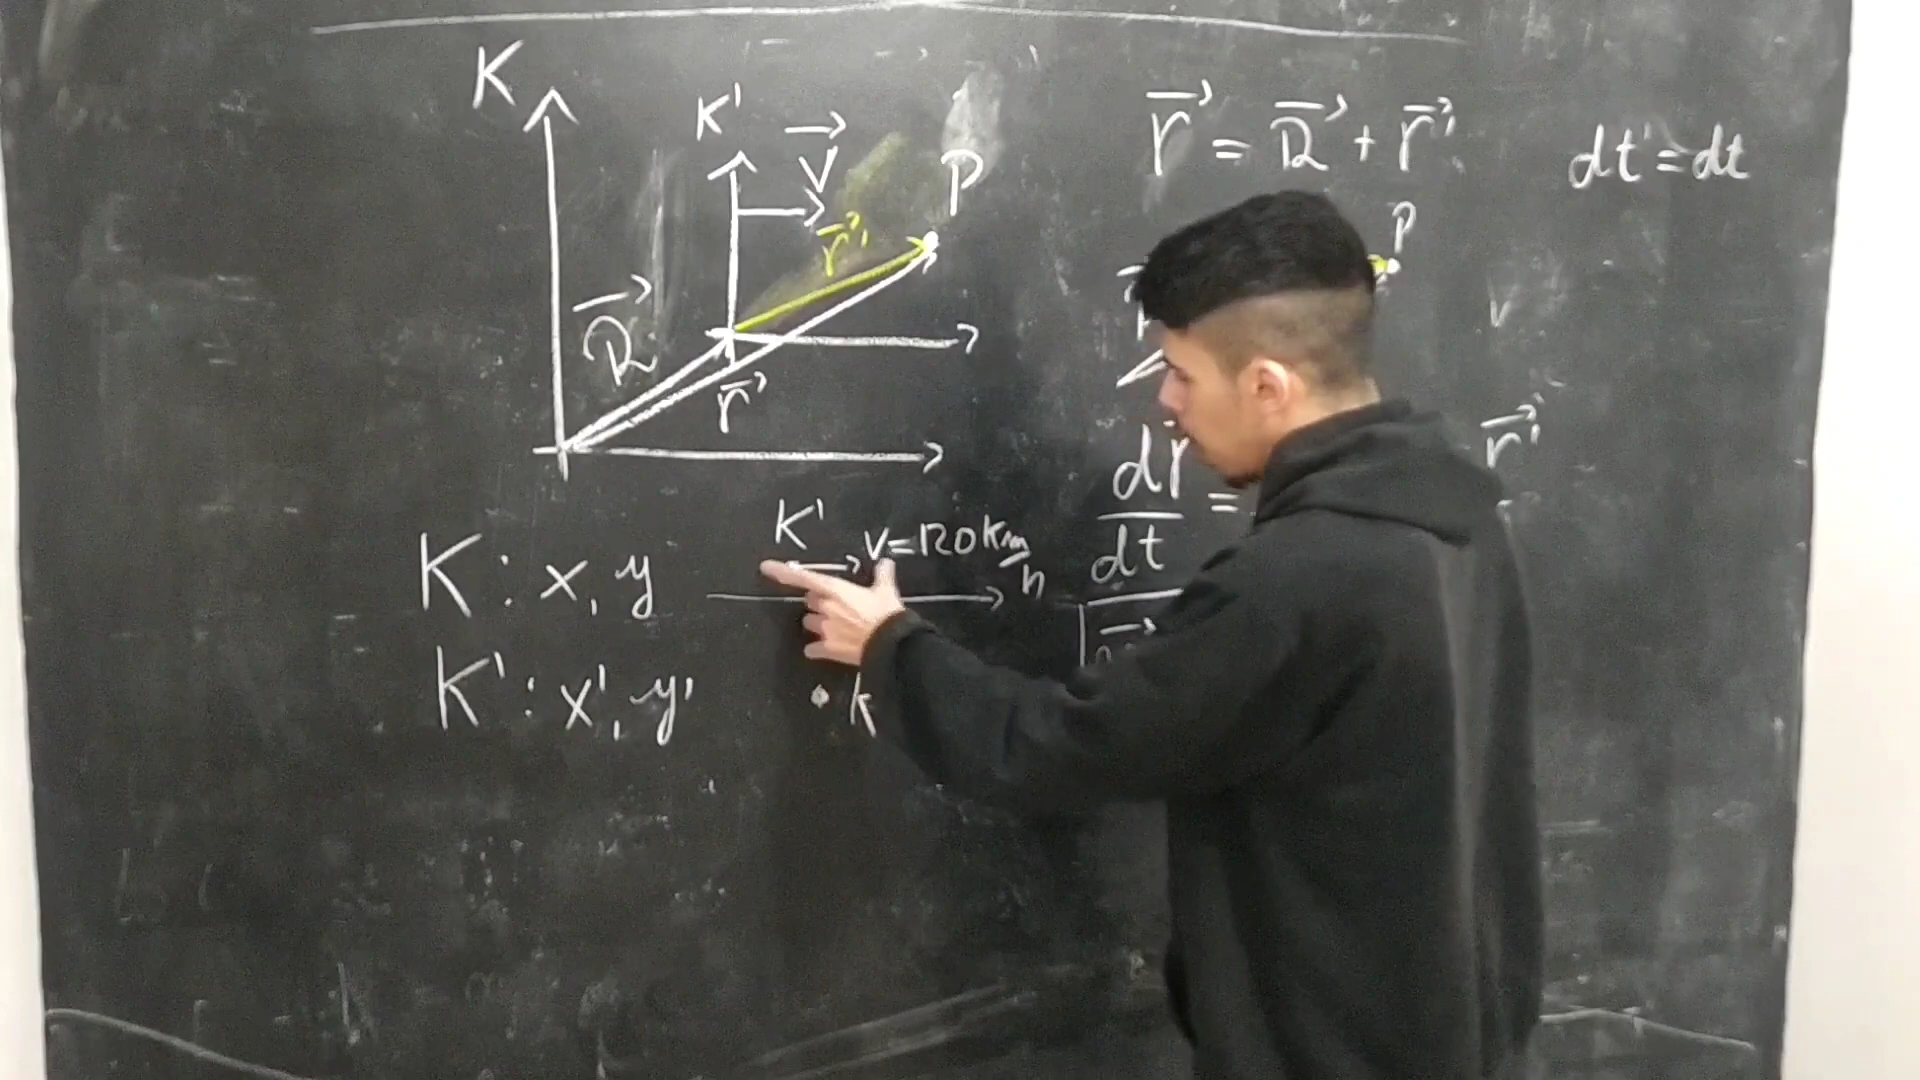 K
K'
V⃗
P
r⃗'
R⃗
r⃗
K : x, y
K' : x', y'
K'
v=120 km/h
k
r⃗ = R⃗ + r⃗'
dt'=dt
P
v
dr
=
dt
r⃗'